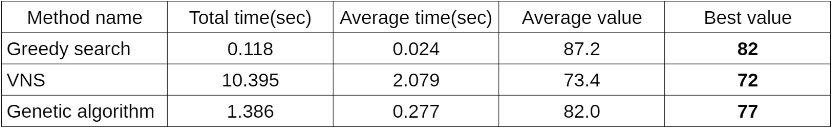 Method name Total time(sec) Average time(sec) Average value Best value
Greedy search 0.118 0.024 87.2 82
VNS 10.395 2.079 73.4 72
Genetic algorithm 1.386 0.277 82.0 77